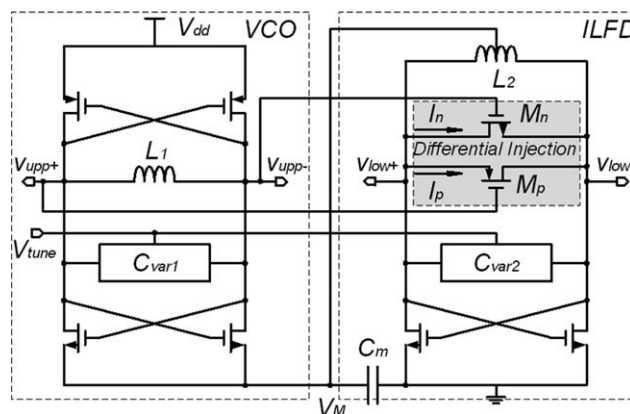 Vdd
VCO
ILFD
L2
In
Mn
Differential Injection
Ip
Mp
L1
Vupp+
Vupp-
Vlow+
Vlow
Vtune
Cvar1
Cvar2
Cm
VM